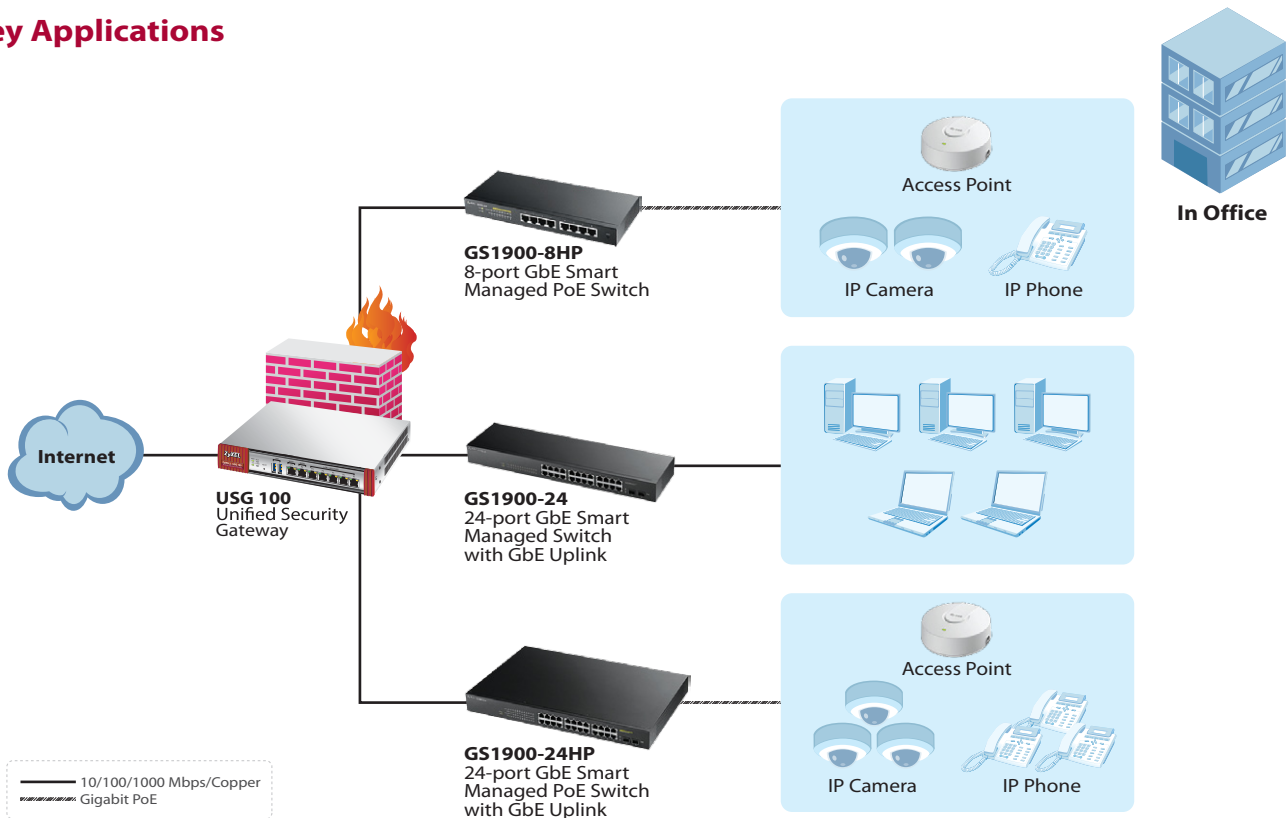 ey Applications
Access Point
In Office
GS1900-8HP
8-port GbE Smart
Managed PoE Switch
IP Camera
IP Phone
Internet
ZyXEL
USG 100
Unified Security
Gateway
GS1900-24
24-port GbE Smart
Managed Switch
with GbE Uplink
Access Point
GS1900-24HP
24-port GbE Smart
Managed PoE Switch
with GbE Uplink
IP Camera
IP Phone
10/100/1000 Mbps/Copper
Gigabit PoE